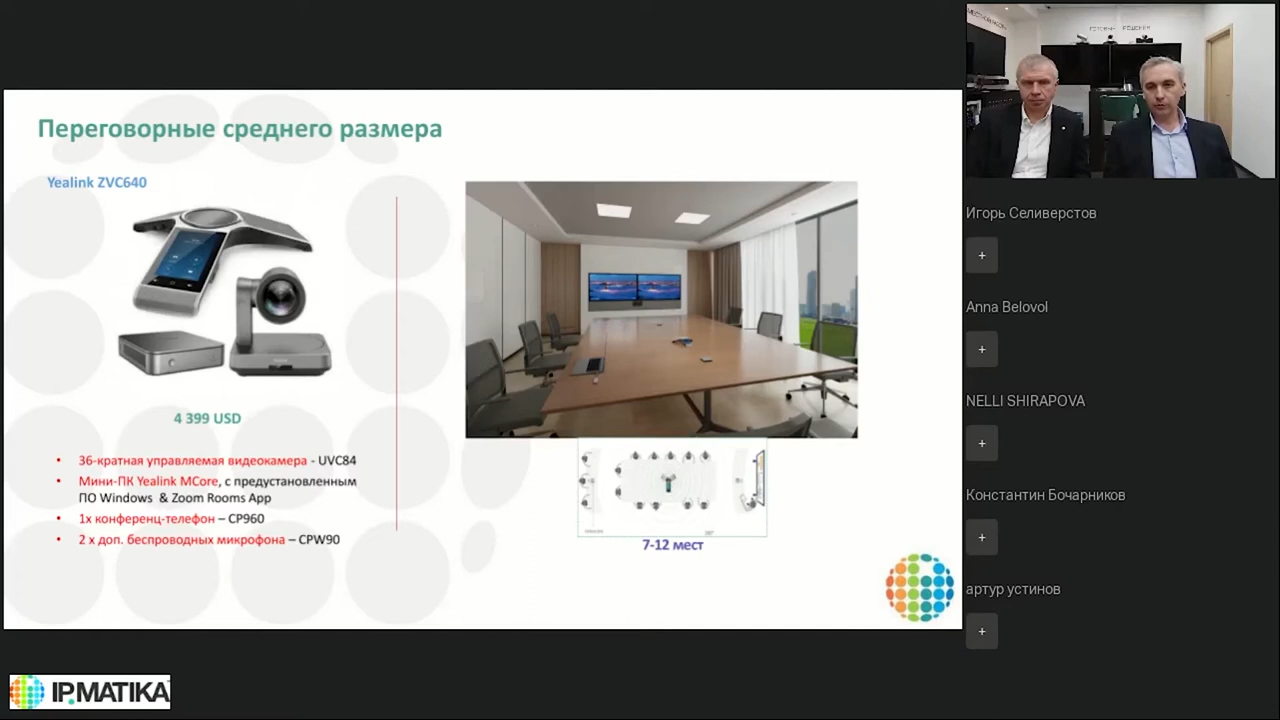 Переговорные среднего размера
Yealink ZVC640
4 399 USD
• 36-кратная управляемая видеокамера - UVC84
• Мини-ПК Yealink MCore, с предустановленным
ПО Windows & Zoom Rooms App
• 1x конференц-телефон – CP960
• 2 x доп. беспроводных микрофона – CPW90
7-12 мест
IPMATIKA
Игорь Селиверстов
+
Anna Belovol
+
NELLI SHIRAPOVA
+
Константин Бочарников
+
артур устинов
+